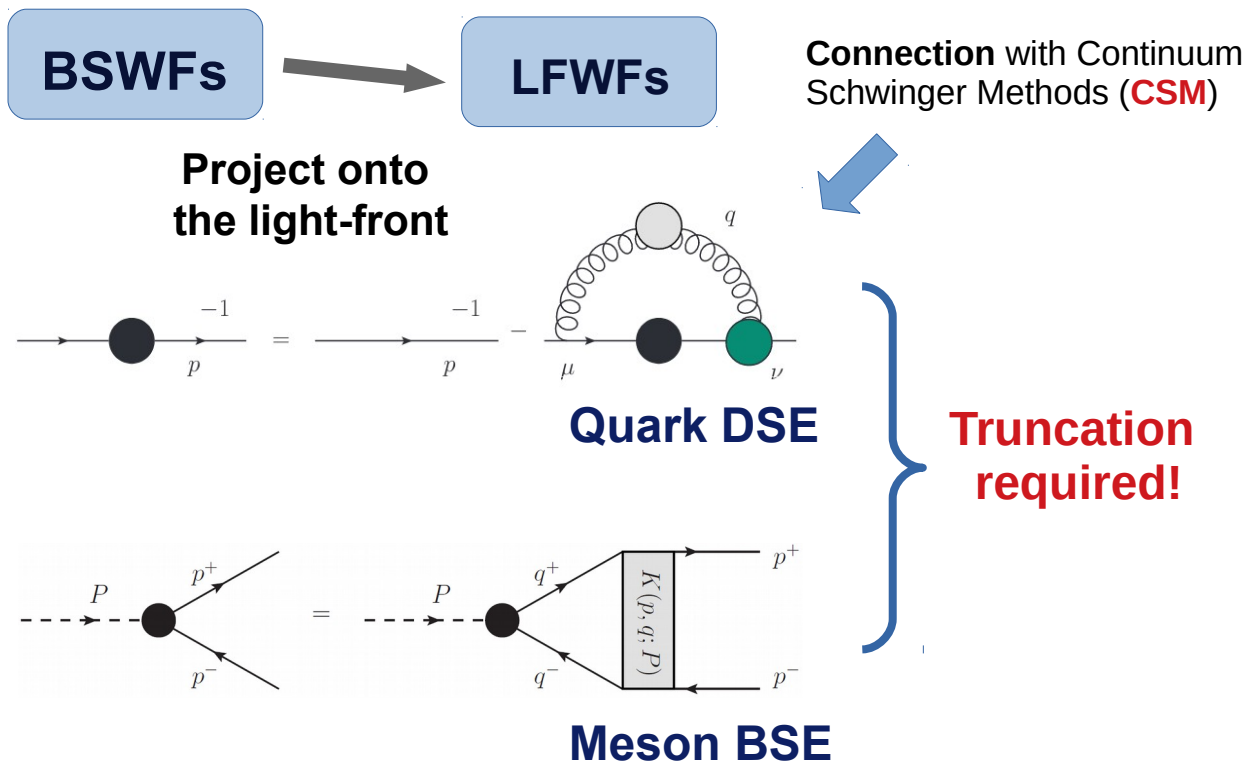 BSWFs
LFWFs
Connection with Continuum
Schwinger Methods (CSM)
Project onto
the light-front
q
−1
p
=
−1
p
−
μ
ν
Quark DSE
Truncation
required!
P
p⁺
p⁻
=
P
q⁺
q⁻
K(p,q;P)
p⁺
p⁻
Meson BSE